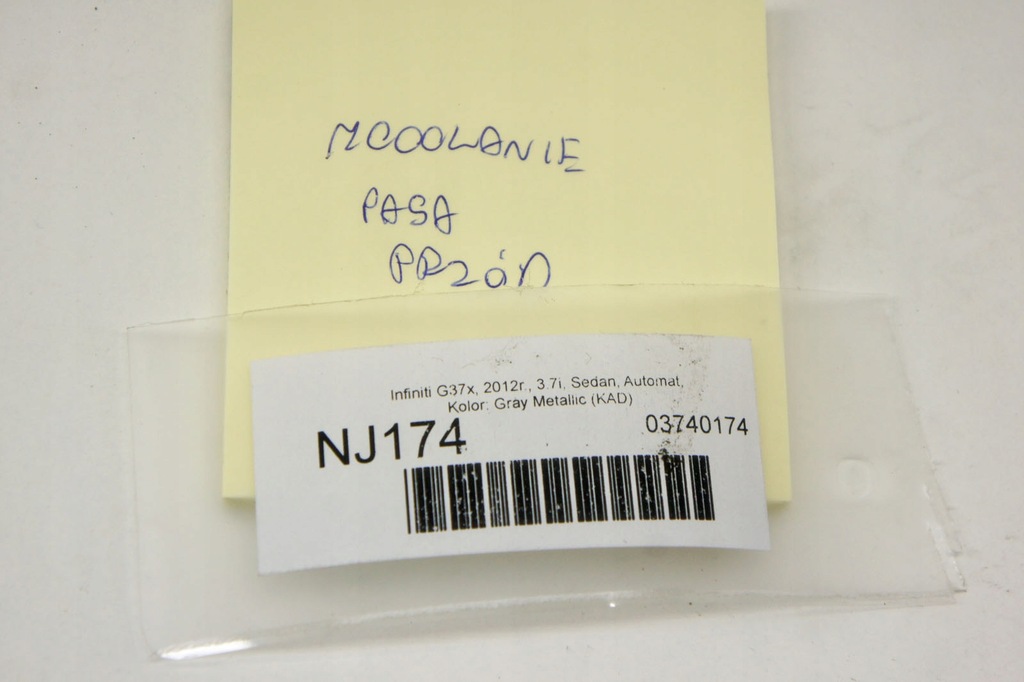 MCOOLANIE
PASA
PRZÓD
Infiniti G37x, 2012r., 3.7i, Sedan, Automat,
Kolor: Gray Metallic (KAD)
NJ174
03740174